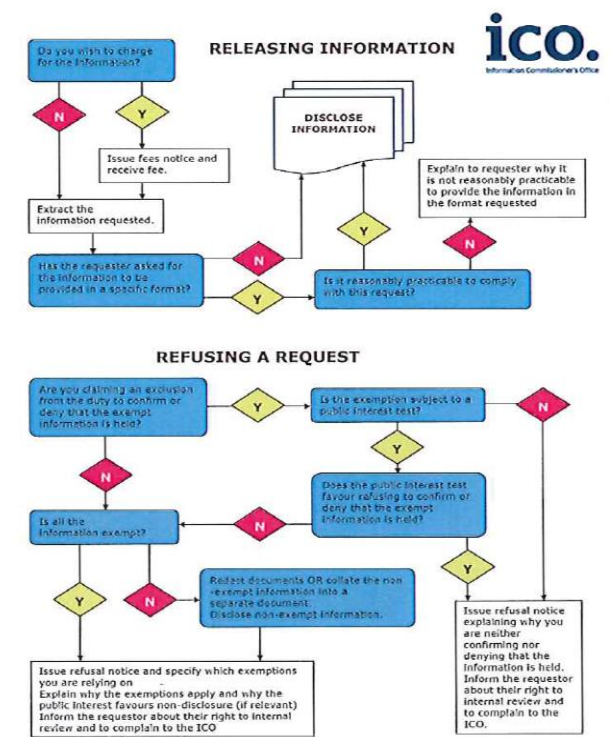 ico.
Information Commissioner's Office
RELEASING INFORMATION
Do you wish to charge
for the information?
N
Y
Issue fees notice and
receive fee.
Extract the
information requested.
DISCLOSE
INFORMATION
Explain to requester why it
is not reasonably practicable
to provide the information in
the format requested
Has the requester asked for
the information to be
provided in a specific format?
N
Y
Y
N
Is it reasonably practicable to comply
with this request?
REFUSING A REQUEST
Are you claiming an exclusion
from the duty to confirm or
deny that the exempt
information is held?
Y
Is the exemption subject to a
public interest test?
N
N
Y
Is all the
information exempt?
N
Does the public interest test
favour refusing to confirm or
deny that the exempt
information is held?
Y
N
Redact documents OR collate the non
-exempt information into a
separate document.
Disclose non-exempt information.
Y
Issue refusal notice and specify which exemptions
you are relying on
Explain why the exemptions apply and why the
public interest favours non-disclosure (if relevant)
Inform the requestor about their right to internal
review and to complain to the ICO
Issue refusal notice
explaining why you
are neither
confirming nor
denying that the
information is held.
Inform the requestor
about their right to
internal review and
to complain to the
ICO.